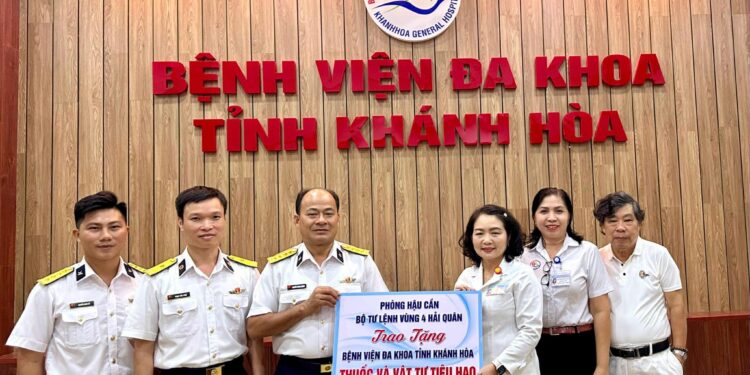 KHANHHOA GENERAL HOSPITAL
BỆNH VIỆN ĐA KHOA
TỈNH KHÁNH HÒA
PHÒNG HẬU CẦN
BỘ TƯ LỆNH VÙNG 4 HẢI QUÂN
Trao Tặng
BỆNH VIỆN ĐA KHOA TỈNH KHÁNH HÒA
THUỐC VÀ VẬT TƯ TIÊU HAO